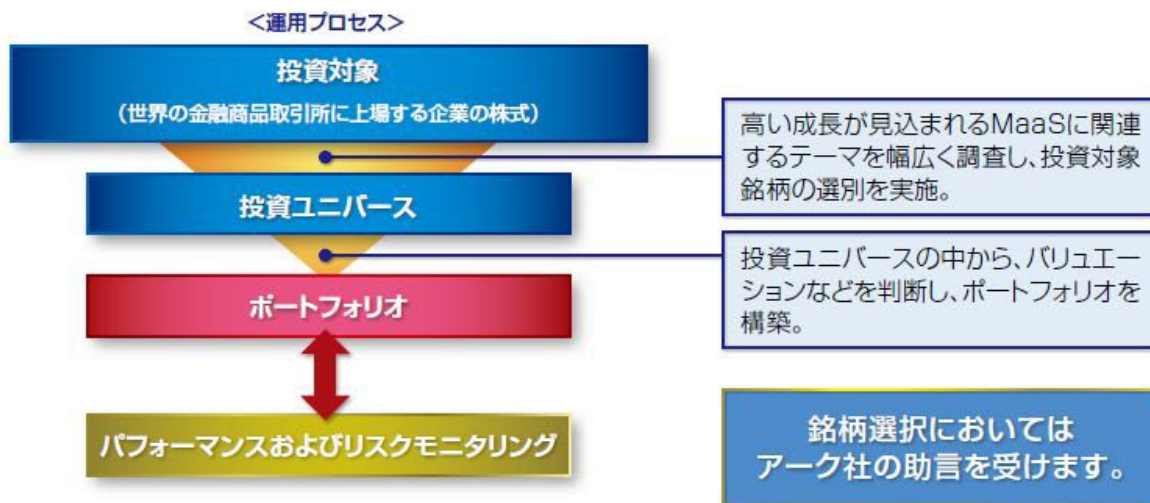 <運用プロセス>
投資対象
(世界の金融商品取引所に上場する企業の株式)
高い成長が見込まれるMaaSに関連
するテーマを幅広く調査し、投資対象
銘柄の選別を実施。
投資ユニバース
投資ユニバースの中から、バリュエー
ションなどを判断し、ポートフォリオを
構築。
ポートフォリオ
パフォーマンスおよびリスクモニタリング
銘柄選択においては
アーク社の助言を受けます。